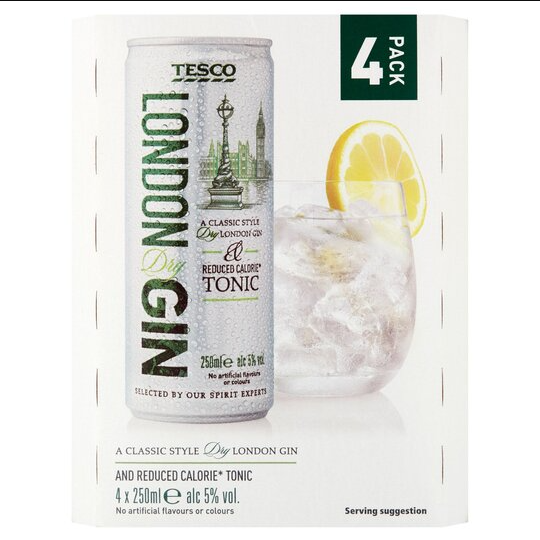 4 PACK
TESCO
LONDON
Dry
GIN
A CLASSIC STYLE
Dry LONDON GIN
&
REDUCED CALORIE*
TONIC
250ml e alc 5% vol.
No artificial flavours
or colours
SELECTED BY OUR SPIRIT EXPERTS
A CLASSIC STYLE Dry LONDON GIN
AND REDUCED CALORIE* TONIC
4 x 250ml e alc 5% vol.
No artificial flavours or colours
Serving suggestion